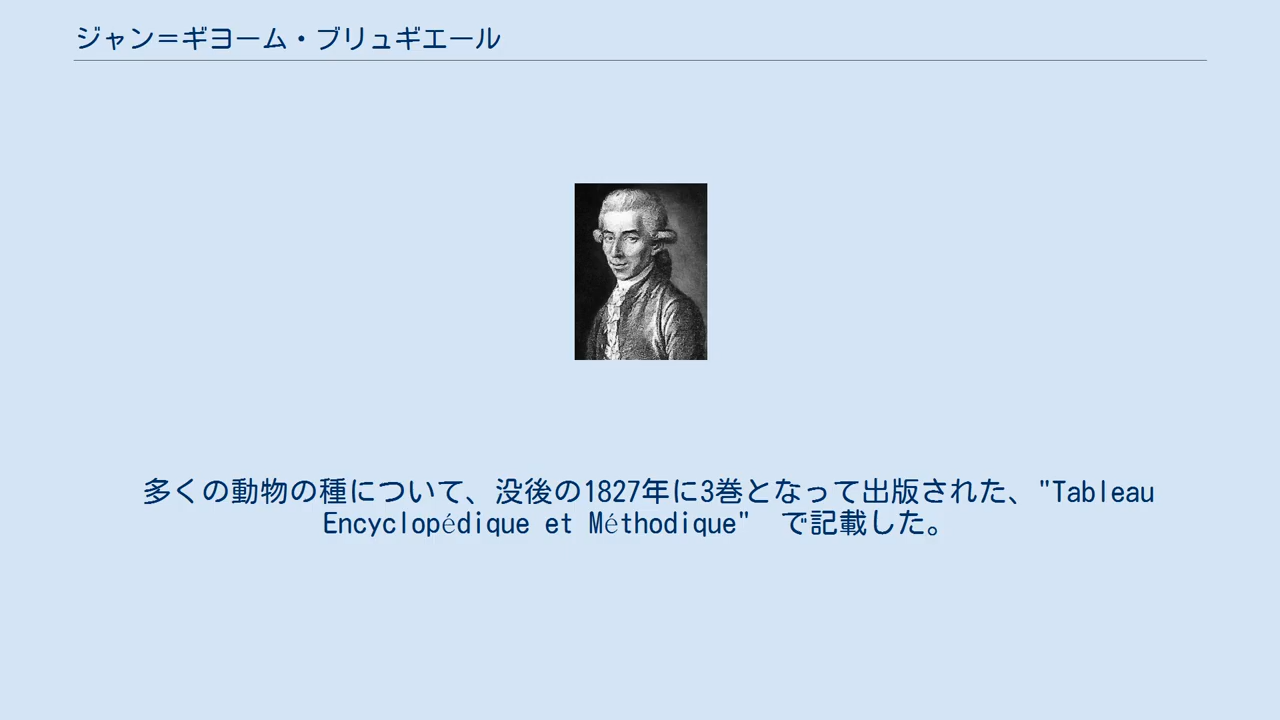 ジャン＝ギヨーム・ブリュギエール
多くの動物の種について、没後の1827年に3巻となって出版された、"Tableau
Encyclopédique et Méthodique"　で記載した。